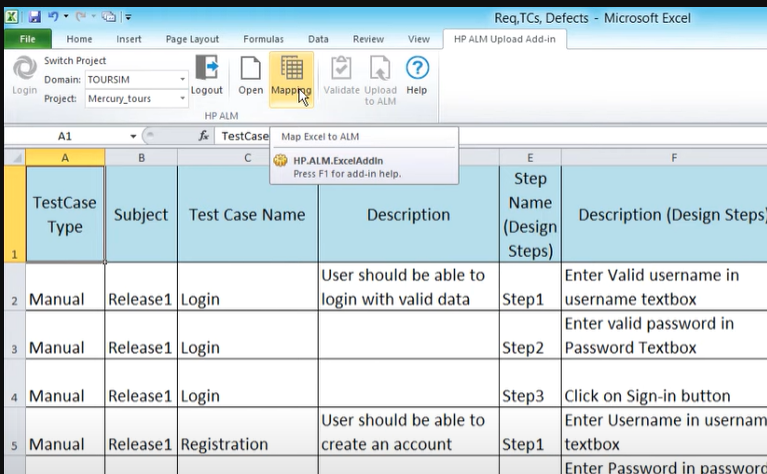 Req,TCs, Defects - Microsoft Excel
File Home Insert Page Layout Formulas Data Review View HP ALM Upload Add-in
Switch Project
Domain: TOURSIM
Project: Mercury_tours
Login
Logout
Open
Mapping
Validate
Upload
to ALM
Help
HP ALM
A1 fx TestCase
Map Excel to ALM
HP.ALM.ExcelAddIn
Press F1 for add-in help.
A B C E F
1
TestCase
Type
Subject
Test Case Name
Description
Step
Name
(Design
Steps)
Description (Design Steps)
2 Manual Release1 Login
User should be able to
login with valid data
Step1
Enter Valid username in
username textbox
3 Manual Release1 Login Step2
Enter valid password in
Password Textbox
4 Manual Release1 Login Step3 Click on Sign-in button
5 Manual Release1 Registration
User should be able to
create an account
Step1
Enter Username in usernam
textbox
Enter Password in password